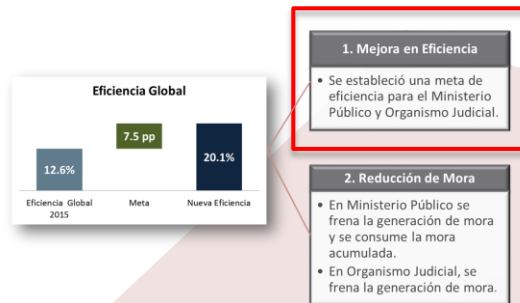 Eficiencia Global
12.6%
7.5 pp
20.1%
Eficiencia Global
2015
Meta
Nueva Eficiencia
1. Mejora en Eficiencia
• Se estableció una meta de
eficiencia para el Ministerio
Público y Organismo Judicial.
2. Reducción de Mora
• En Ministerio Público se
frena la generación de mora
y se consume la mora
acumulada.
• En Organismo Judicial, se
frena la generación de mora.